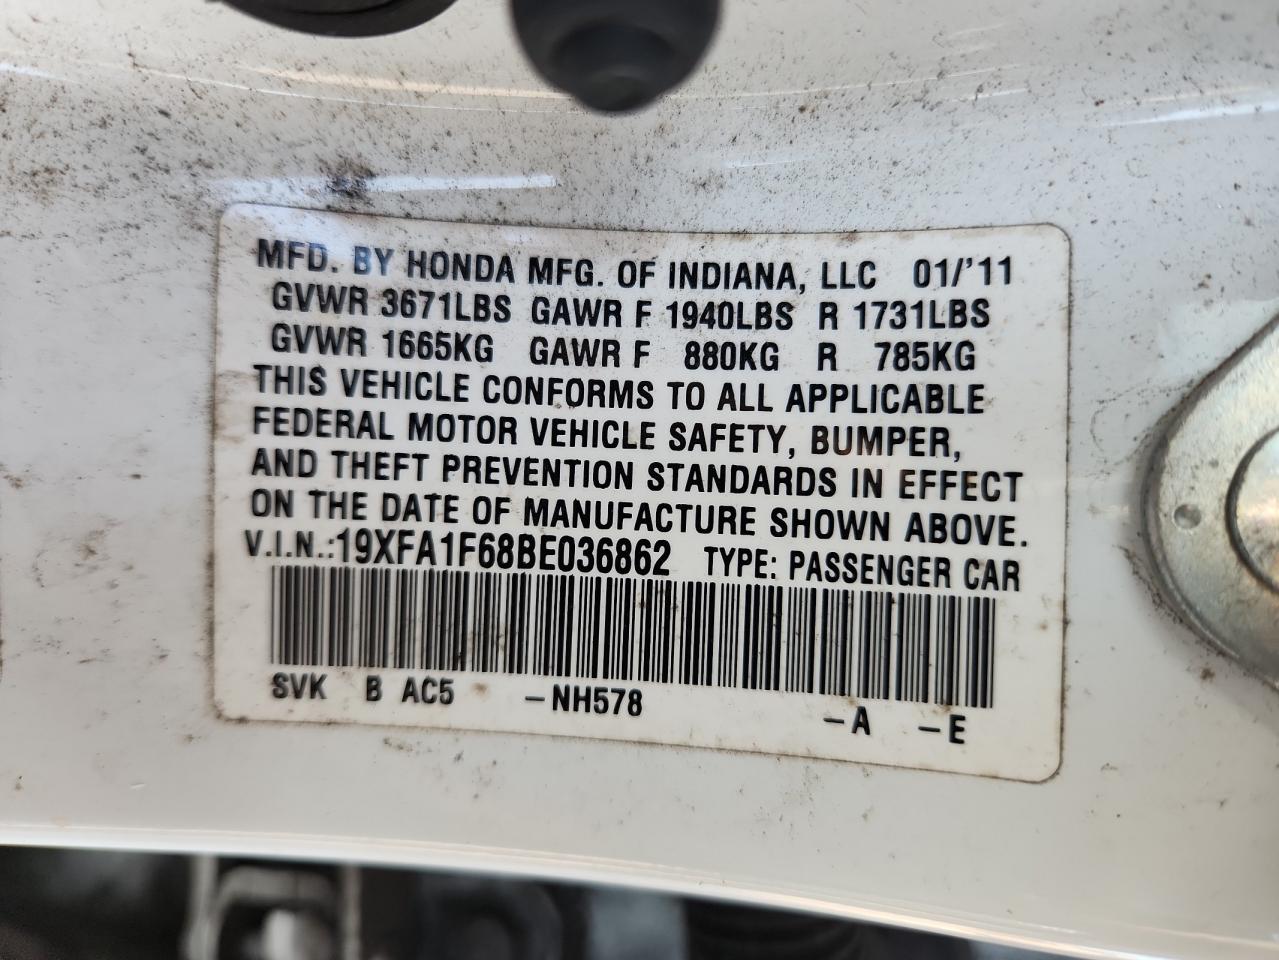 MFD. BY HONDA MFG. OF INDIANA, LLC 01/'11
GVWR 3671LBS GAWR F 1940LBS R 1731LBS
GVWR 1665KG GAWR F 880KG R 785KG
THIS VEHICLE CONFORMS TO ALL APPLICABLE
FEDERAL MOTOR VEHICLE SAFETY, BUMPER,
AND THEFT PREVENTION STANDARDS IN EFFECT
ON THE DATE OF MANUFACTURE SHOWN ABOVE.
V.I.N.:19XFA1F68BE036862 TYPE: PASSENGER CAR
SVK B AC5 -NH578 -A -E